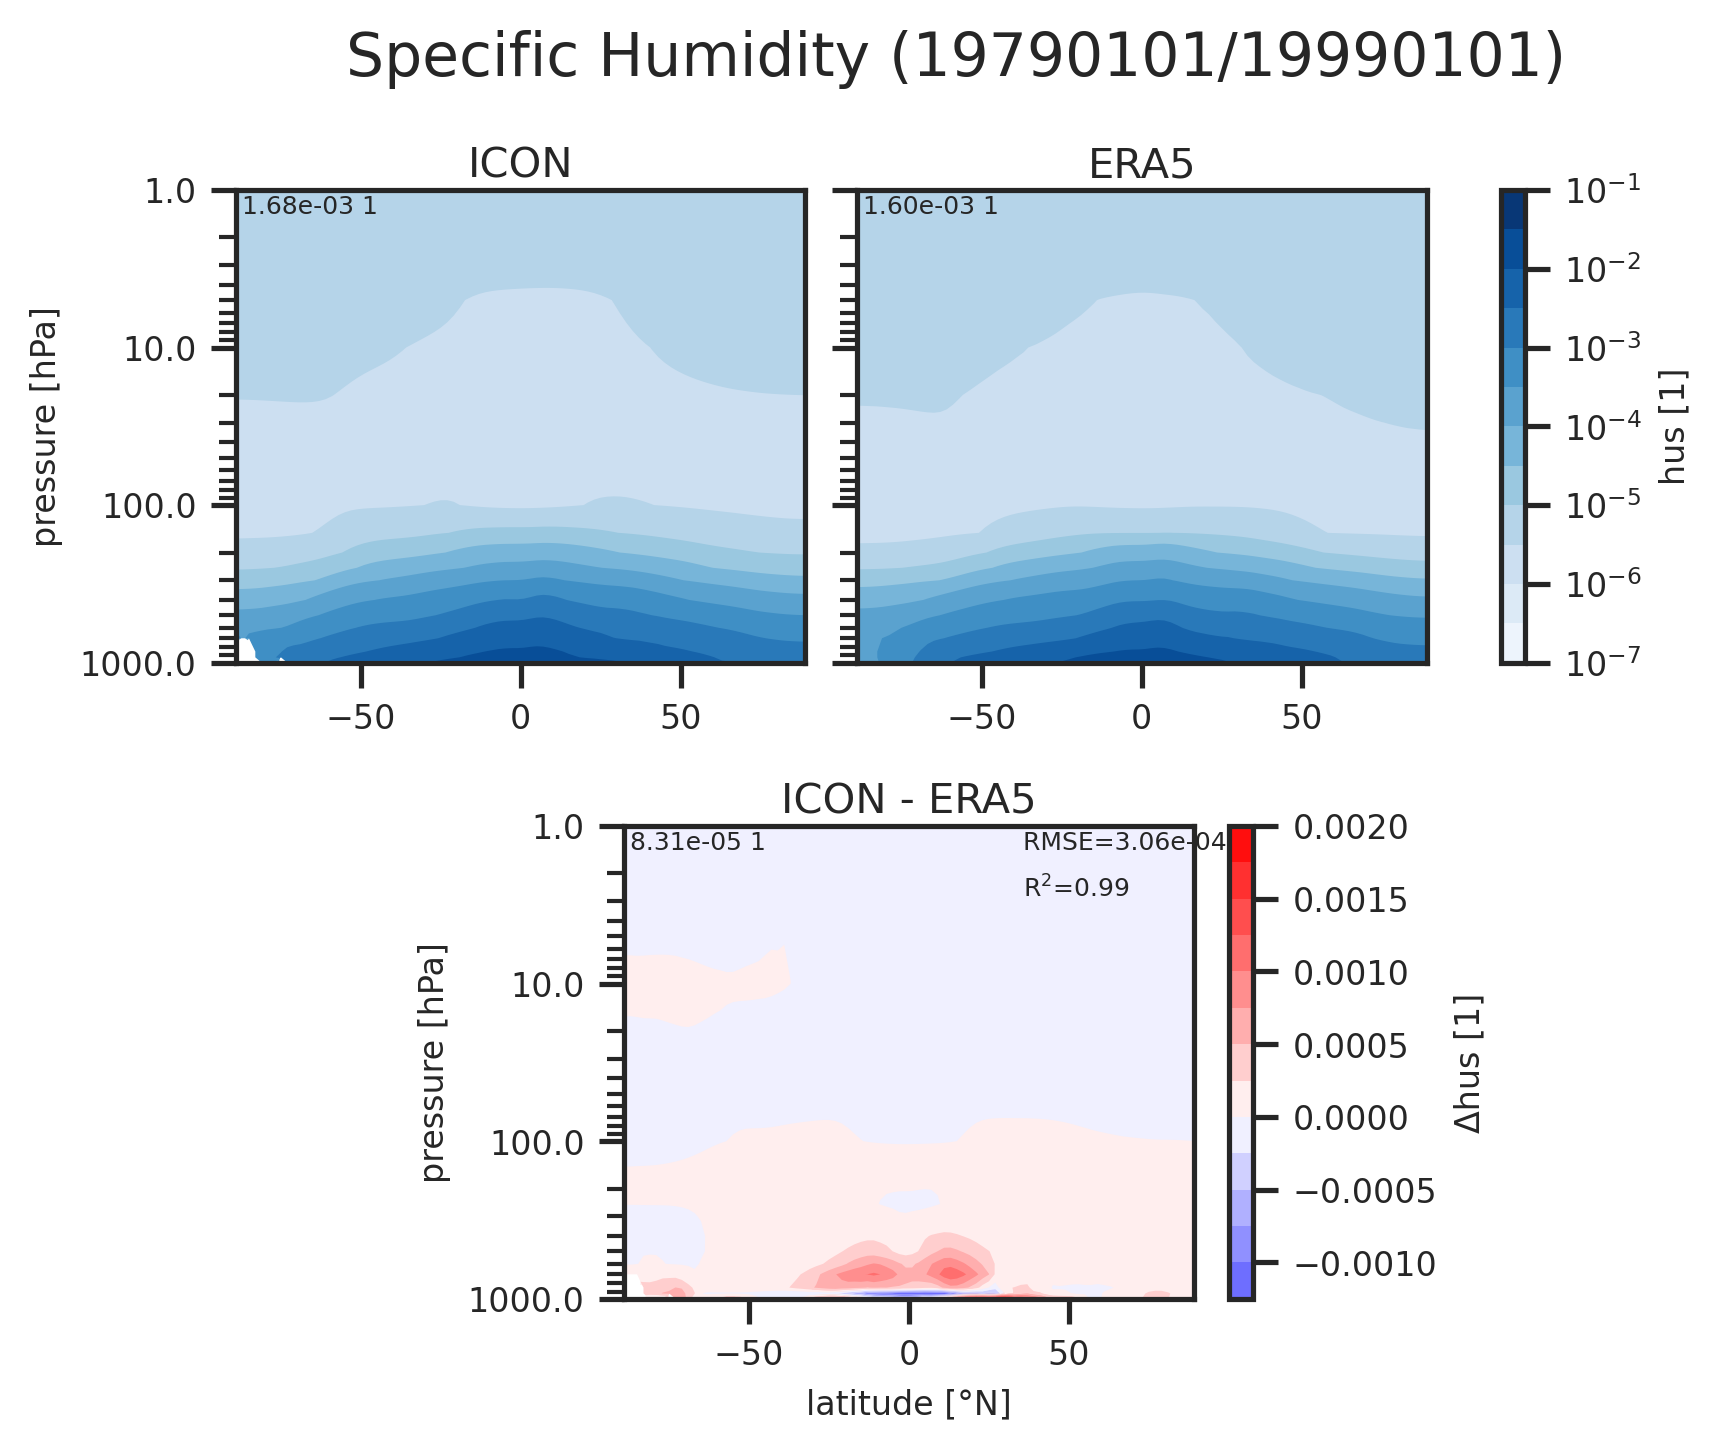 Specific Humidity (19790101/19990101)
ICON
ERA5
1.68e-03 1
1.60e-03 1
1.0
10.0
100.0
1000.0
pressure [hPa]
−50 0 50
−50 0 50
10⁻¹
10⁻²
10⁻³
10⁻⁴
10⁻⁵
10⁻⁶
10⁻⁷
hus [1]
ICON - ERA5
8.31e-05 1
RMSE=3.06e-04
R²=0.99
1.0
10.0
100.0
1000.0
pressure [hPa]
−50 0 50
latitude [°N]
0.0020
0.0015
0.0010
0.0005
0.0000
−0.0005
−0.0010
Δhus [1]